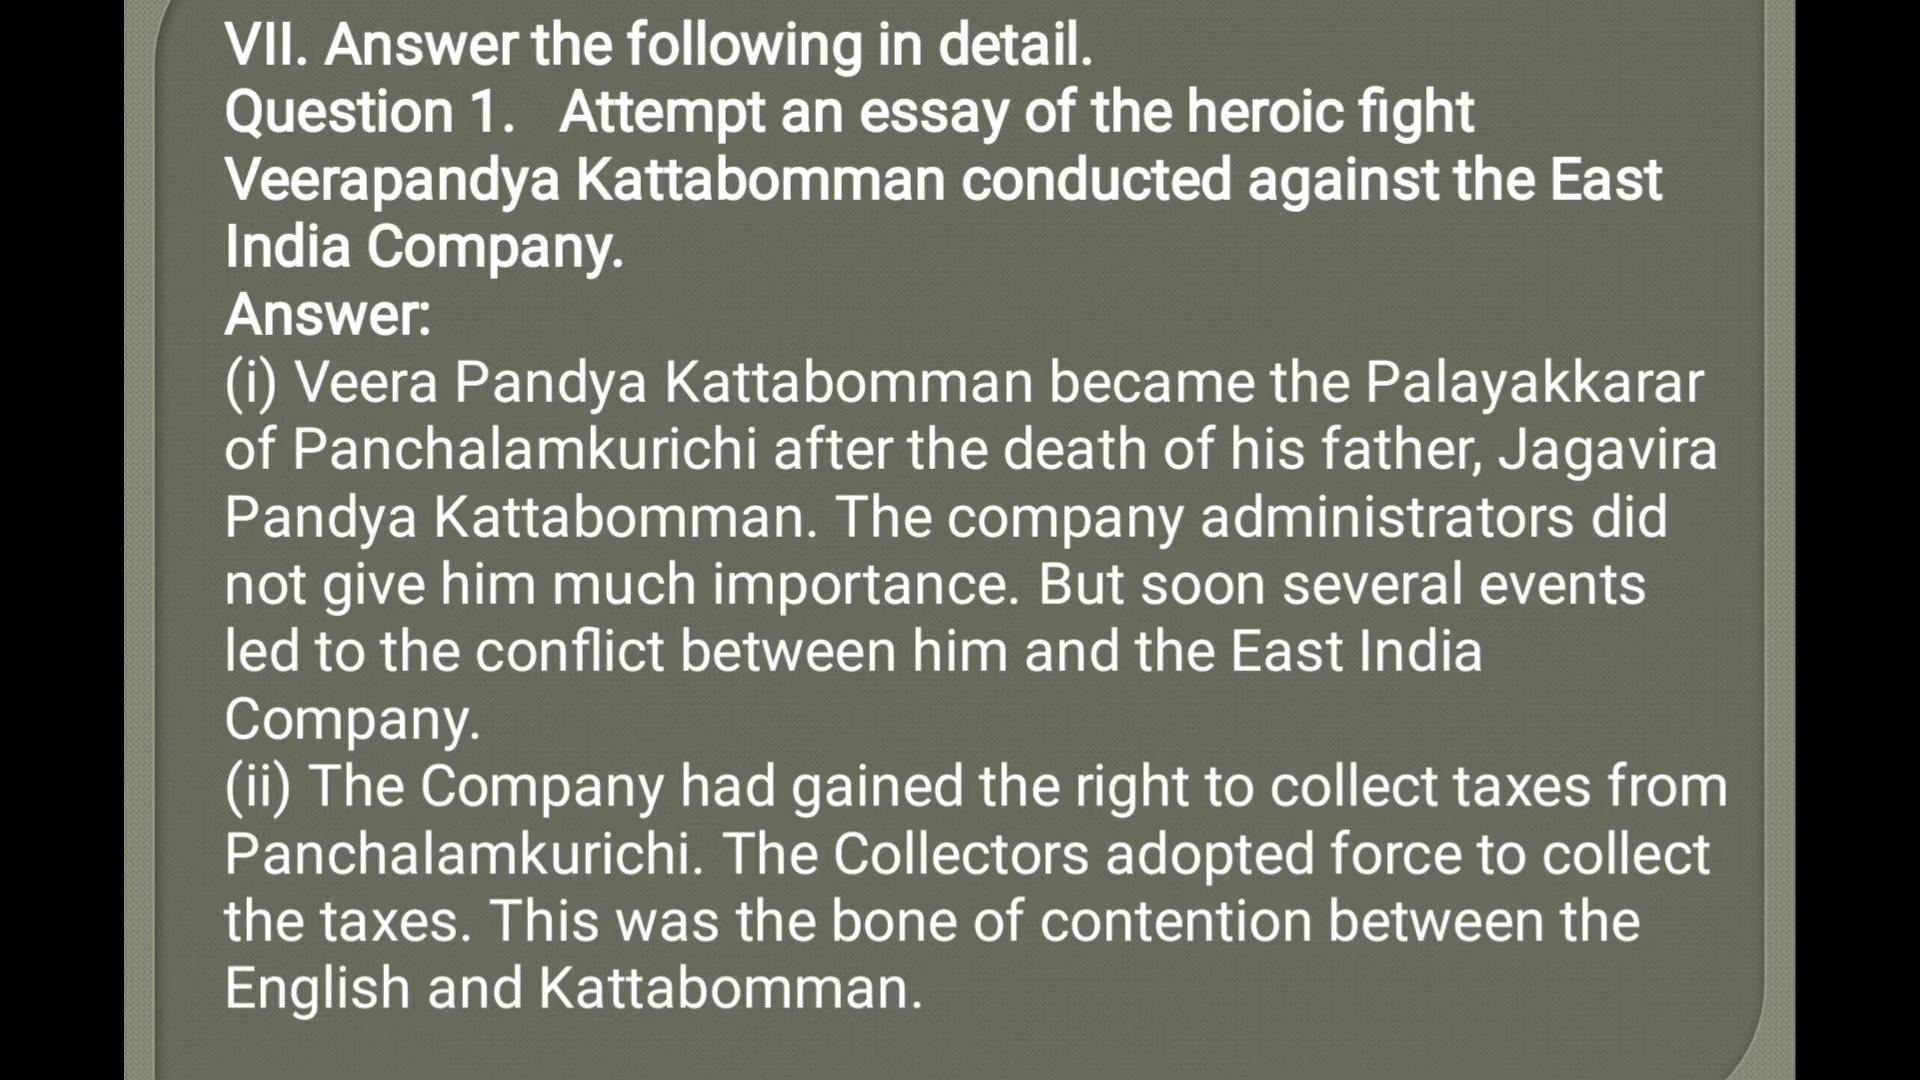 VII. Answer the following in detail.
Question 1.   Attempt an essay of the heroic fight
Veerapandya Kattabomman conducted against the East
India Company.
Answer:
(i) Veera Pandya Kattabomman became the Palayakkarar
of Panchalamkurichi after the death of his father, Jagavira
Pandya Kattabomman. The company administrators did
not give him much importance. But soon several events
led to the conflict between him and the East India
Company.
(ii) The Company had gained the right to collect taxes from
Panchalamkurichi. The Collectors adopted force to collect
the taxes. This was the bone of contention between the
English and Kattabomman.